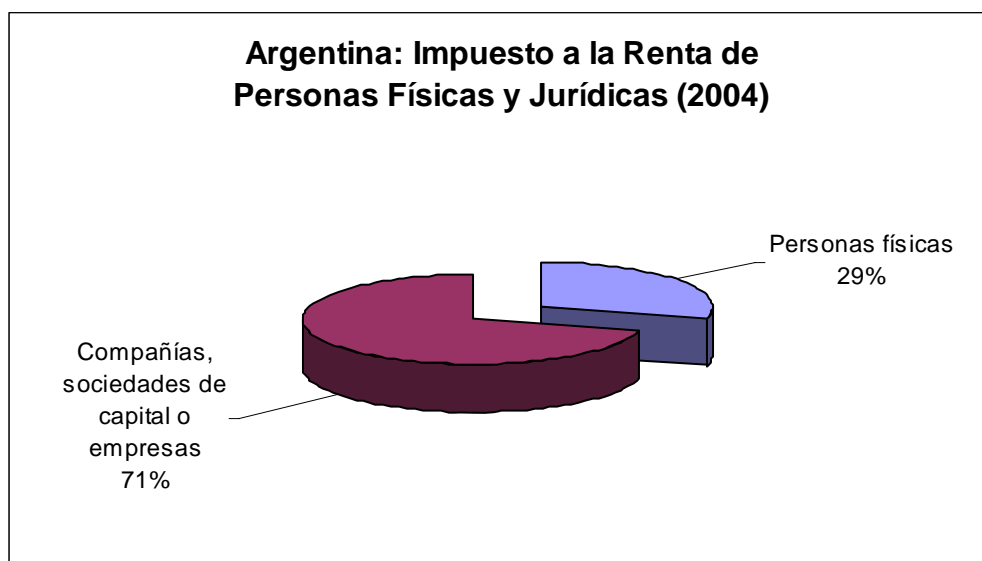 Argentina: Impuesto a la Renta de
Personas Físicas y Jurídicas (2004)
Personas físicas
29%
Compañías,
sociedades de
capital o
empresas
71%